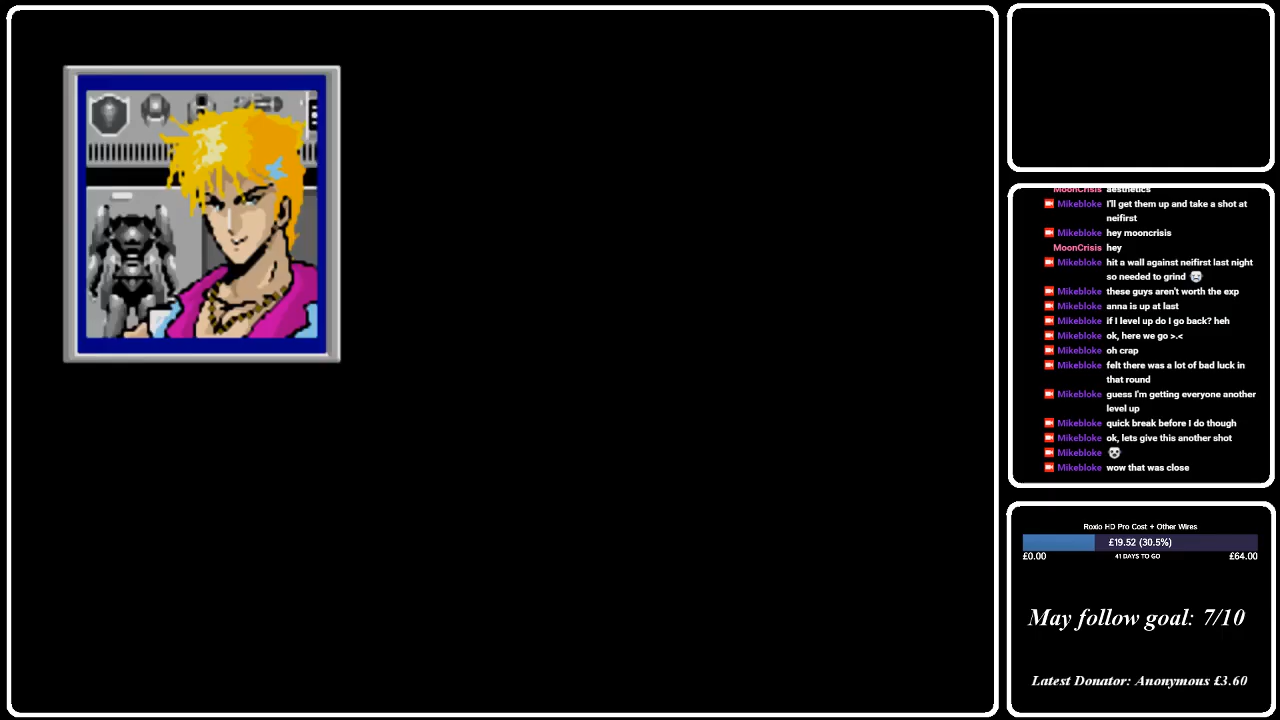 MoonCrisis aesthetics
Mikebloke I'll get them up and take a shot at
neifirst
Mikebloke hey mooncrisis
MoonCrisis hey
Mikebloke hit a wall against neifirst last night
so needed to grind
Mikebloke these guys aren't worth the exp
Mikebloke anna is up at last
Mikebloke if I level up do I go back? heh
Mikebloke ok, here we go >.<
Mikebloke oh crap
Mikebloke felt there was a lot of bad luck in
that round
Mikebloke guess I'm getting everyone another
level up
Mikebloke quick break before I do though
Mikebloke ok, lets give this another shot
Mikebloke
Mikebloke wow that was close
Roxio HD Pro Cost + Other Wires
£19.52 (30.5%)
£0.00 41 DAYS TO GO £64.00
May follow goal: 7/10
Latest Donator: Anonymous £3.60